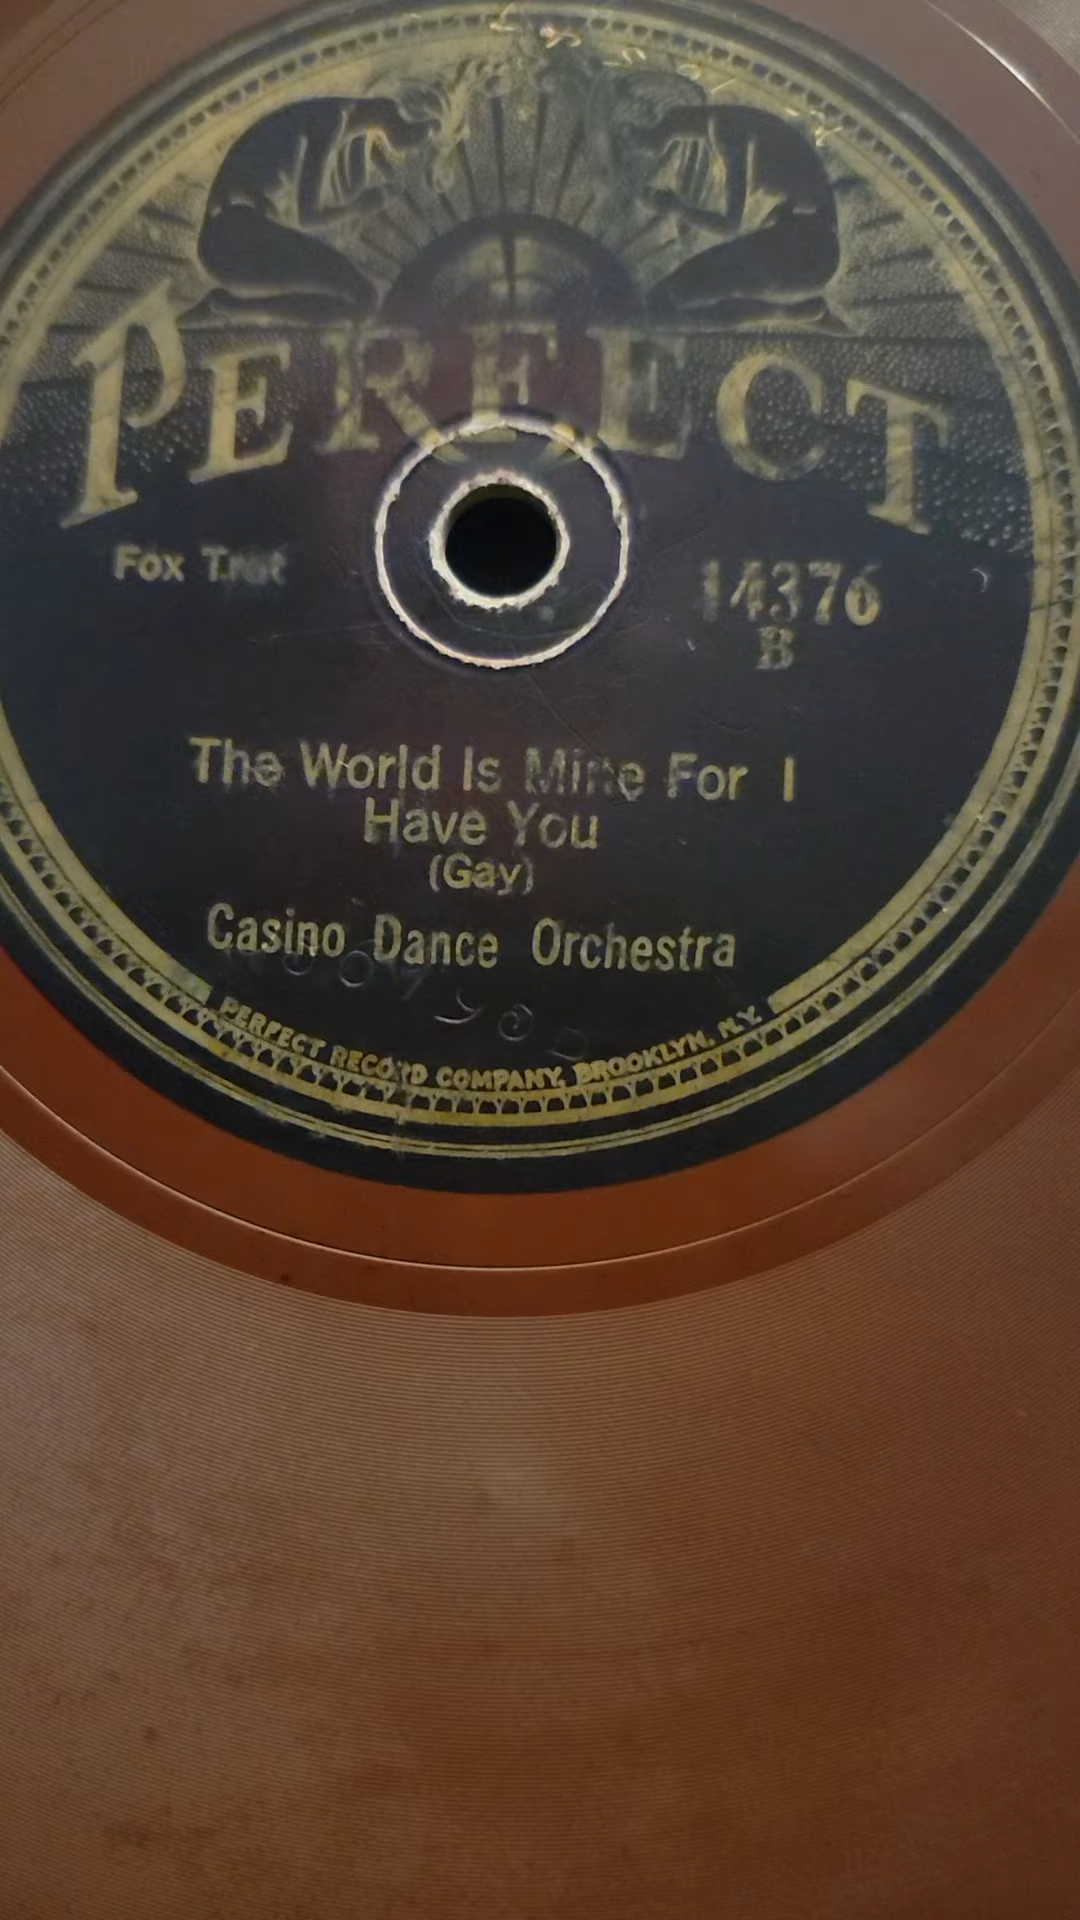 PERFECT
Fox Trot
14376
B
The World Is Mine For I
Have You
(Gay)
Casino Dance Orchestra
PERFECT RECORD COMPANY, BROOKLYN, N.Y.